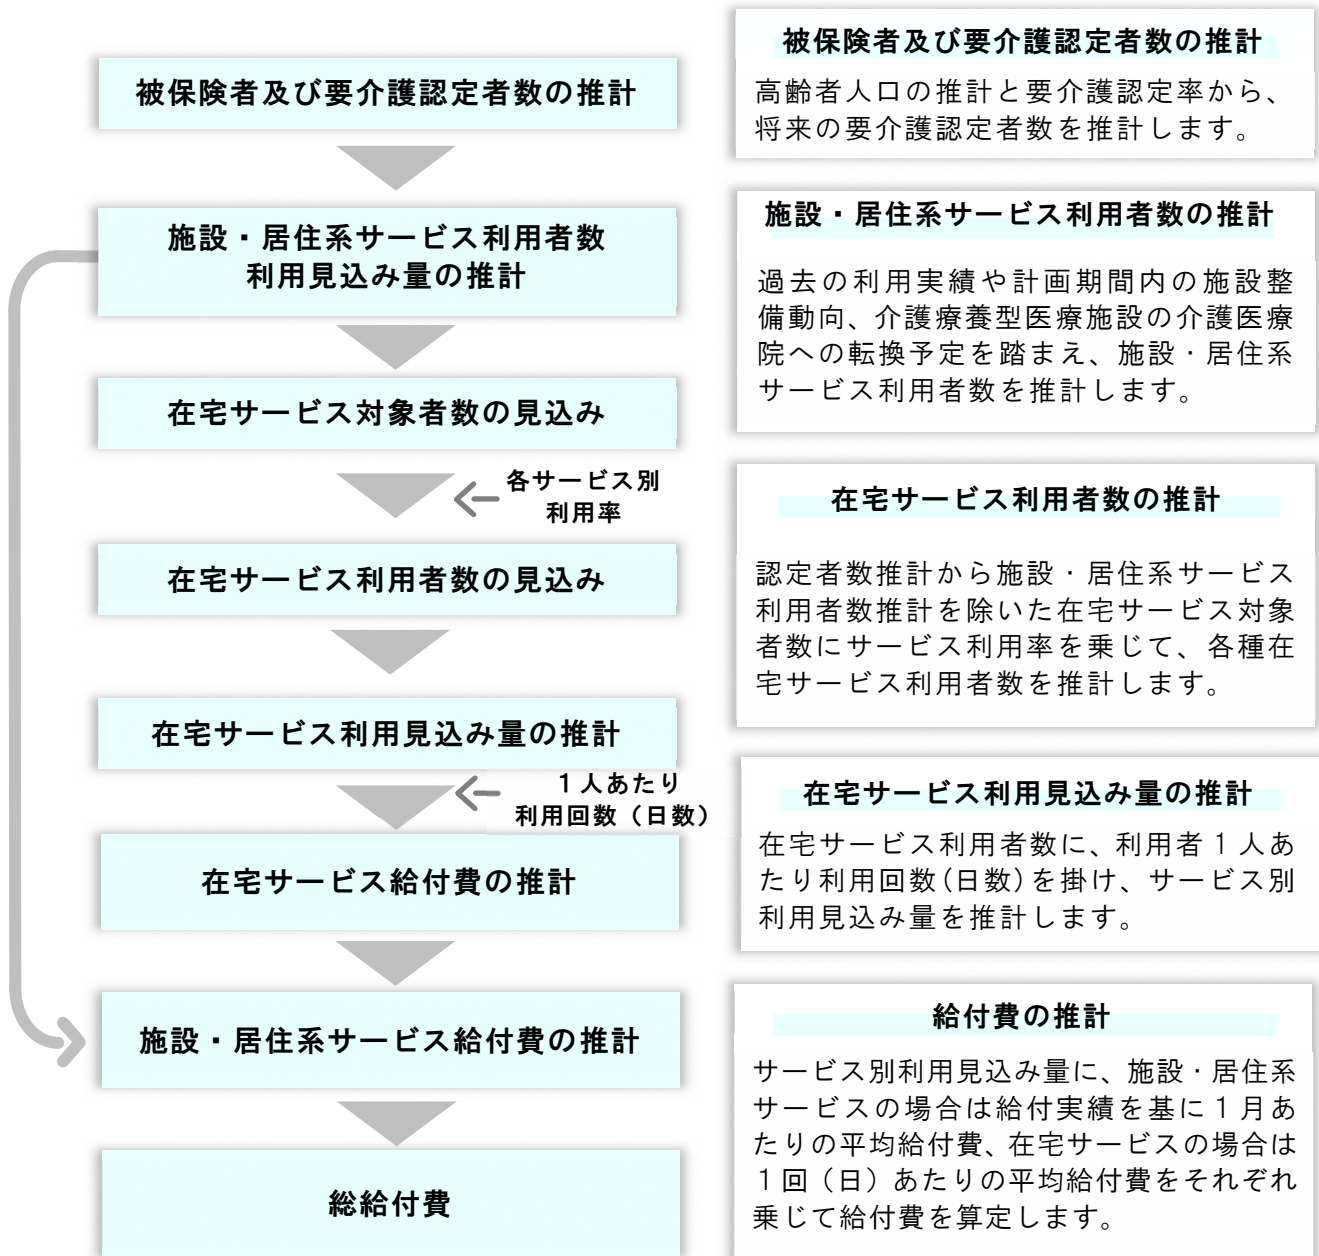 被保険者及び要介護認定者数の推計
施設・居住系サービス利用者数
利用見込み量の推計
在宅サービス対象者数の見込み
各サービス別
利用率
在宅サービス利用者数の見込み
在宅サービス利用見込み量の推計
1人あたり
利用回数（日数）
在宅サービス給付費の推計
施設・居住系サービス給付費の推計
総給付費
被保険者及び要介護認定者数の推計
高齢者人口の推計と要介護認定率から、
将来の要介護認定者数を推計します。
施設・居住系サービス利用者数の推計
過去の利用実績や計画期間内の施設整
備動向、介護療養型医療施設の介護医療
院への転換予定を踏まえ、施設・居住系
サービス利用者数を推計します。
在宅サービス利用者数の推計
認定者数推計から施設・居住系サービス
利用者数推計を除いた在宅サービス対象
者数にサービス利用率を乗じて、各種在
宅サービス利用者数を推計します。
在宅サービス利用見込み量の推計
在宅サービス利用者数に、利用者1人あ
たり利用回数(日数)を掛け、サービス別
利用見込み量を推計します。
給付費の推計
サービス別利用見込み量に、施設・居住系
サービスの場合は給付実績を基に1月あ
たりの平均給付費、在宅サービスの場合は
1回（日）あたりの平均給付費をそれぞれ
乗じて給付費を算定します。